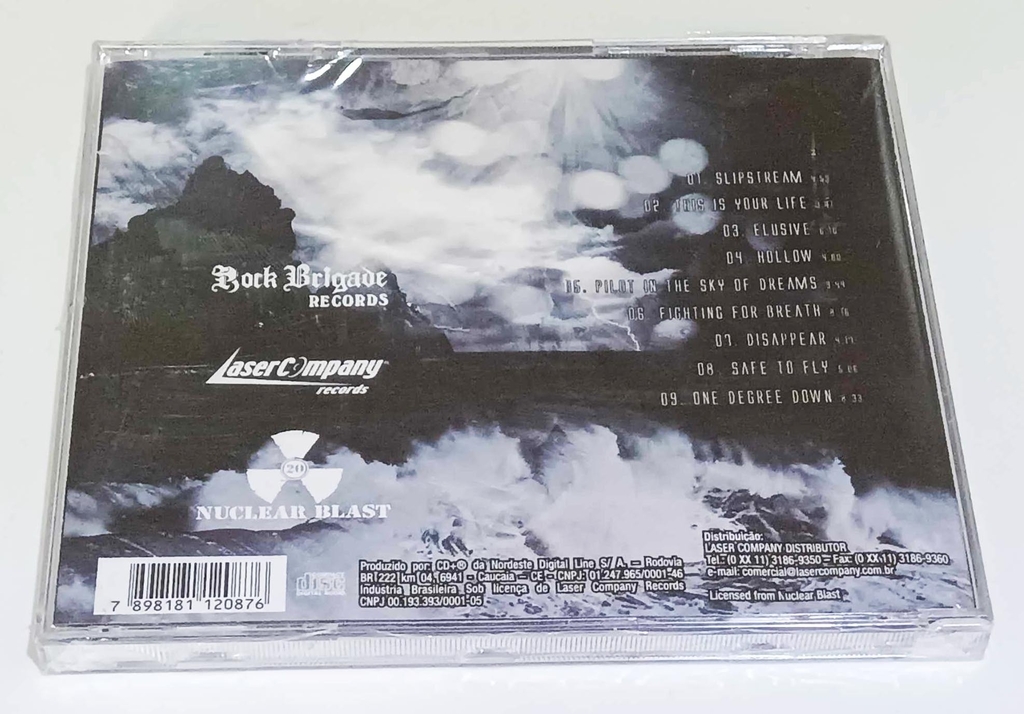 01. SLIPSTREAM
02 THIS IS YOUR LIFE
03. ELUSIVE
04. HOLLOW
05. PILOT IN THE SKY OF DREAMS
06. FIGHTING FOR BREATH
07. DISAPPEAR
08. SAFE TO FLY
09. ONE DEGREE DOWN
Rock Brigade
RECORDS
LaserCompany
records
20
NUCLEAR BLAST
7 898181 120876
disc
DIGITAL AUDIO
Produzido por: CD+® da Nordeste Digital Line S/A. – Rodovia
BR 222 km 04, 6941 - Caucaia - CE - CNPJ: 01.247.965/0001-46
Indústria Brasileira Sob licença de Laser Company Records
CNPJ 00.193.393/0001-05
Distribuição:
LASER COMPANY DISTRIBUTOR
Tel.: (0 XX 11) 3186-9350 – Fax: (0 XX 11) 3186-9360
e-mail: comercial@lasercompany.com.br
Licensed from Nuclear Blast